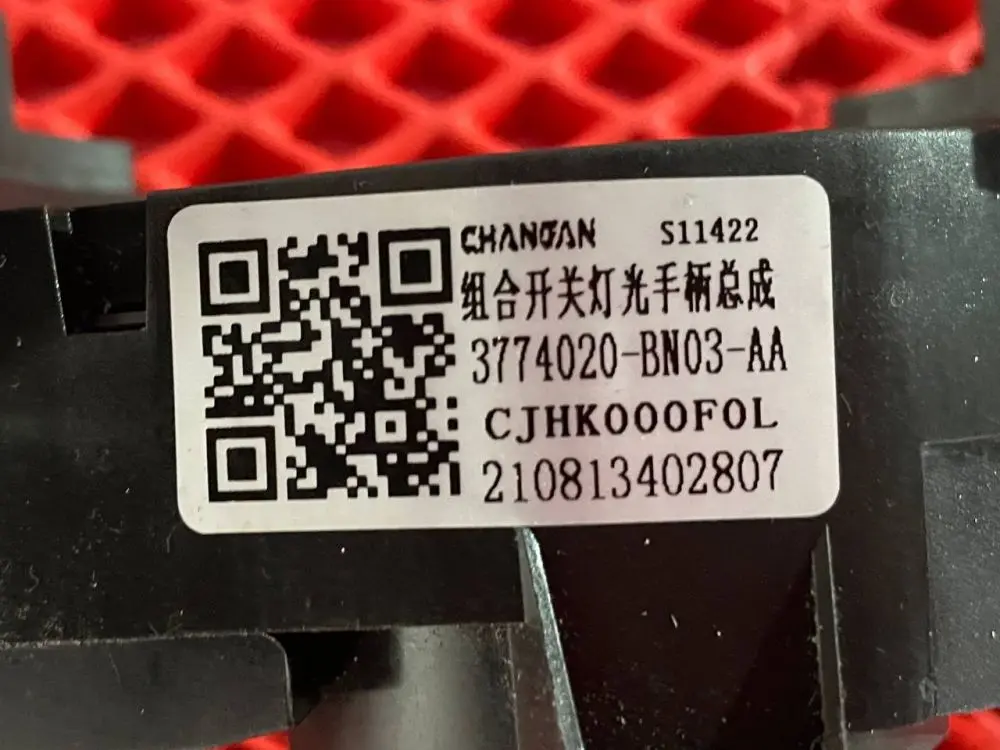 CHANGAN S11422
组合开关灯光手柄总成
3774020-BN03-AA
CJHK000F0L
210813402807